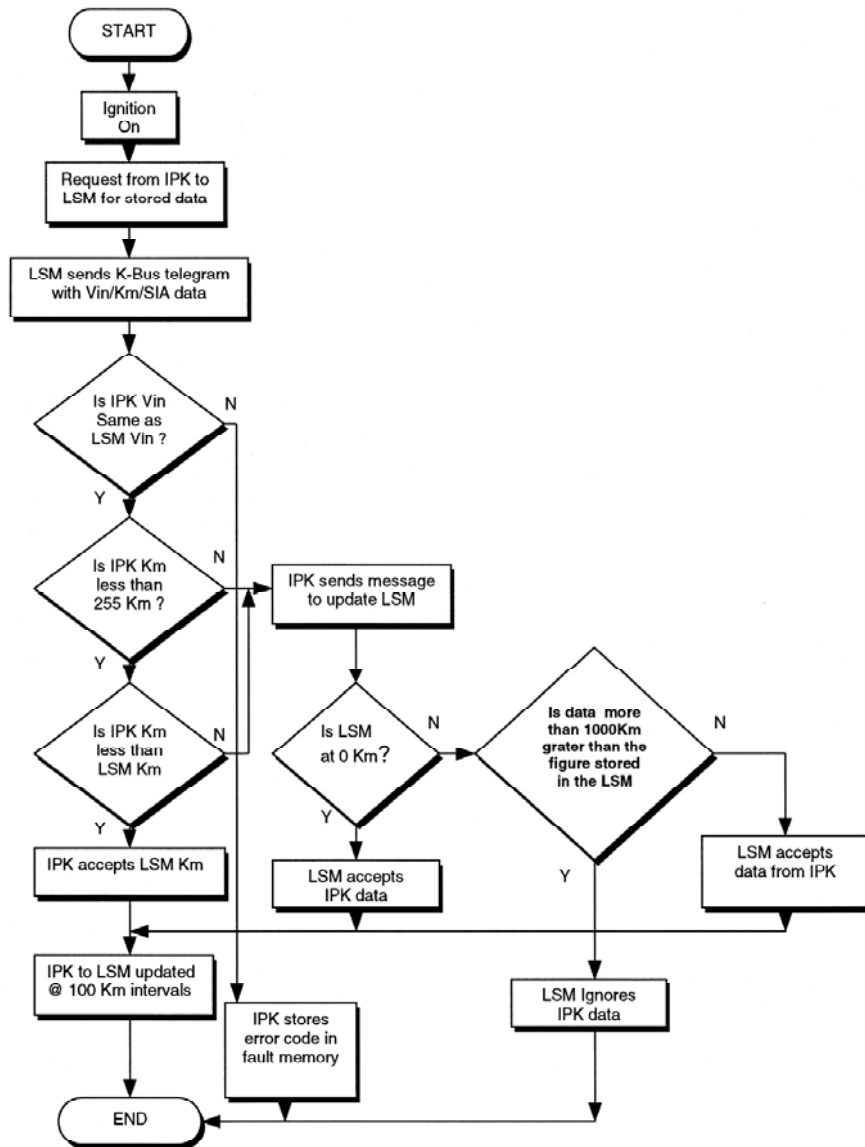 START
Ignition
On
Request from IPK to
LSM for stored data
LSM sends K-Bus telegram
with Vin/Km/SIA data
Is IPK Vin
Same as
LSM Vin ?
N
Y
Is IPK Km
less than
255 Km ?
N
Y
IPK sends message
to update LSM
Is IPK Km
less than
LSM Km
N
Y
Is LSM
at 0 Km?
N
Y
Is data more
than 1000Km
grater than the
figure stored
in the LSM
N
Y
IPK accepts LSM Km
LSM accepts
IPK data
LSM accepts
data from IPK
IPK to LSM updated
@ 100 Km intervals
IPK stores
error code in
fault memory
LSM Ignores
IPK data
END